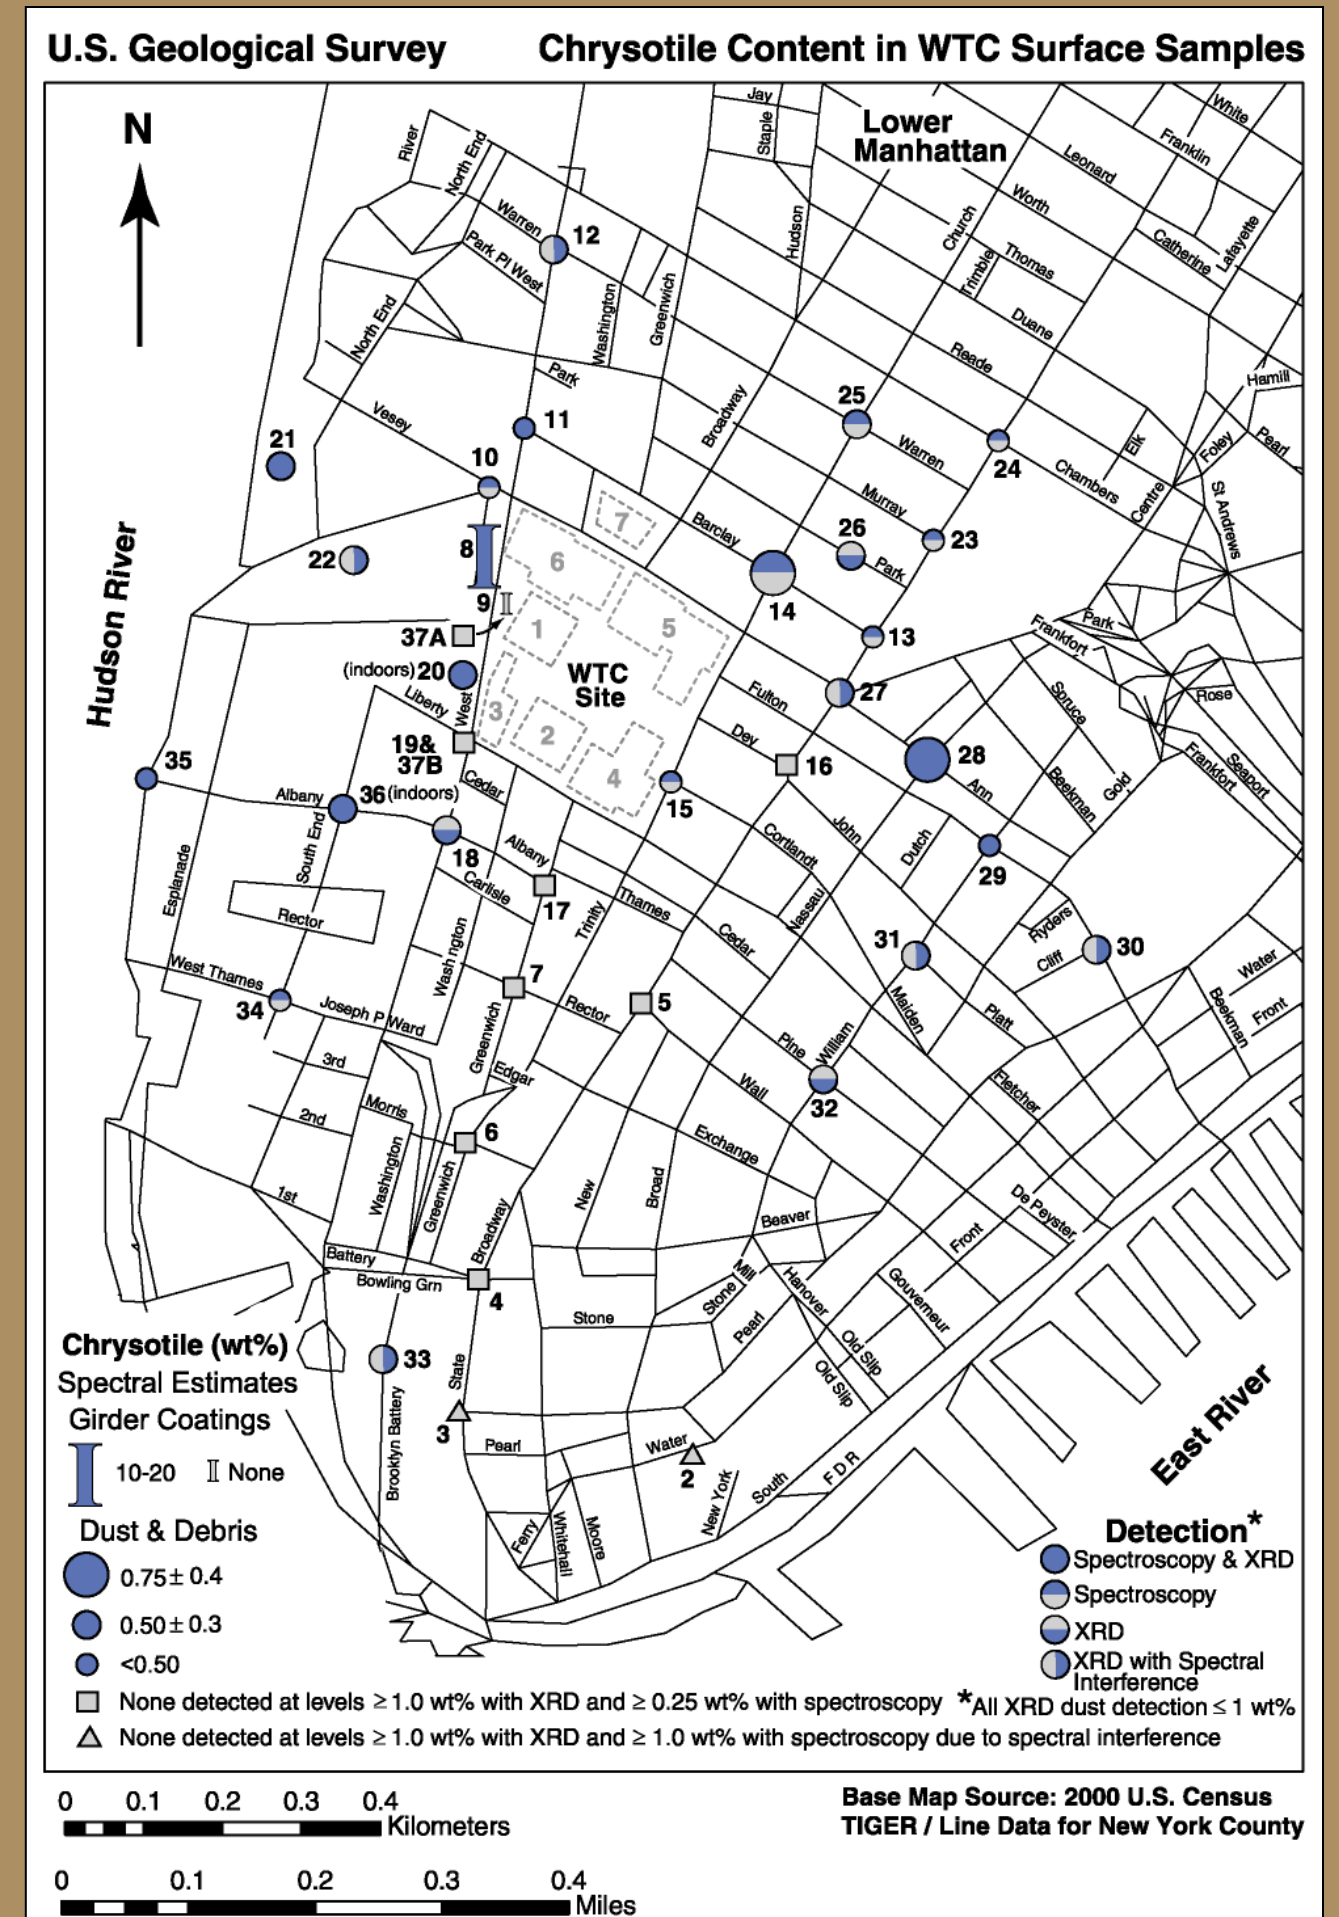 U.S. Geological Survey
Chrysotile Content in WTC Surface Samples
N
Lower
Manhattan
Jay
Staple
White
Franklin
Leonard
Worth
River
North End
Warren
12
Park Pl West
Hudson
Church
Trimble
Thomas
Catherine
Lafayette
North End
Washington
Greenwich
Duane
Reade
Park
Hamill
Vesey
11
Broadway
25
Warren
24
Elk
Foley
Pearl
21
10
Chambers
Centre
St Andrews
Murray
Barclay
26
23
Park
7
6
8
22
9
14
13
37A
1
5
Park
Frankfort
(indoors) 20
WTC
Site
Hudson River
Liberty
West
3
2
4
Fulton
27
Spruce
Rose
19&
37B
Dey
16
28
Frankfort
Seaport
35
Cedar
15
Ann
Beekman
Gold
Albany
36 (indoors)
South End
18
Albany
Cortlandt
John
Dutch
29
Esplanade
Carlisle
17
Thames
Nassau
Rector
Trinity
Cedar
31
Ryders
30
Cliff
Water
West Thames
34
Joseph P Ward
Wash ngton
7
Rector
5
Maiden
Platt
Beekman
Front
Greenwich
Pine
William
3rd
Edgar
Wall
32
Fletcher
2nd
Morris
6
Exchange
Washington
Greenwich
1st
Broadway
New
Broad
Beaver
De Peyster
Battery
Bowling Grn
4
Mill
Hanover
Front
Gouverneur
Stone
Stone
Pearl
Old Slip
Old Slip
33
State
Brooklyn Battery
3
Pearl
Water
2
New York
South
F D R
East River
Ferry
Whitehall
Moore
Chrysotile (wt%)
Spectral Estimates
Girder Coatings
10-20
None
Dust & Debris
0.75± 0.4
0.50± 0.3
<0.50
Detection*
Spectroscopy & XRD
Spectroscopy
XRD
XRD with Spectral
Interference
None detected at levels ≥1.0 wt% with XRD and ≥ 0.25 wt% with spectroscopy
*All XRD dust detection ≤ 1 wt%
None detected at levels ≥1.0 wt% with XRD and ≥ 1.0 wt% with spectroscopy due to spectral interference
0 0.1 0.2 0.3 0.4
Kilometers
0 0.1 0.2 0.3 0.4
Miles
Base Map Source: 2000 U.S. Census
TIGER / Line Data for New York County